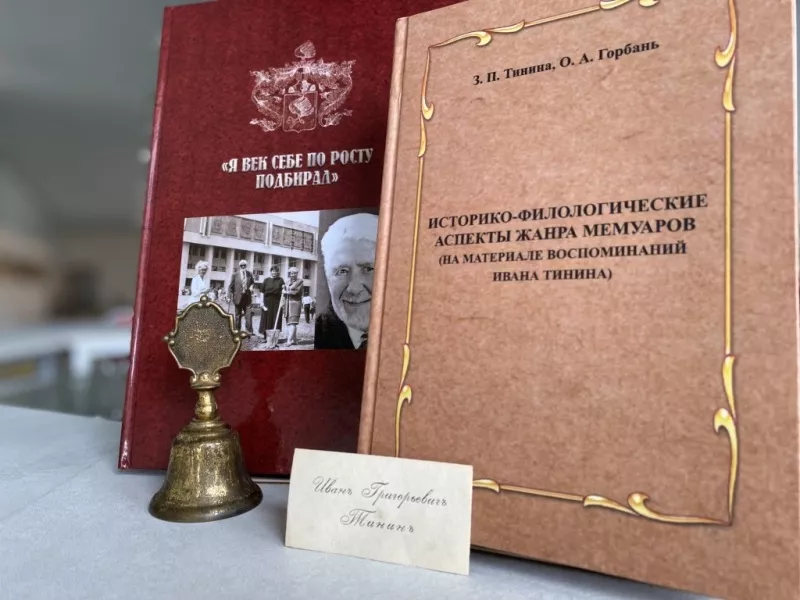 «Я ВЕК СЕБЕ ПО РОСТУ
ПОДБИРАЛ»
З. П. Тинина, О. А. Горбань
ИСТОРИКО-ФИЛОЛОГИЧЕСКИЕ
АСПЕКТЫ ЖАНРА МЕМУАРОВ
(НА МАТЕРИАЛЕ ВОСПОМИНАНИЙ
ИВАНА ТИНИНА)
Иванъ Григорьевичъ
Тининъ